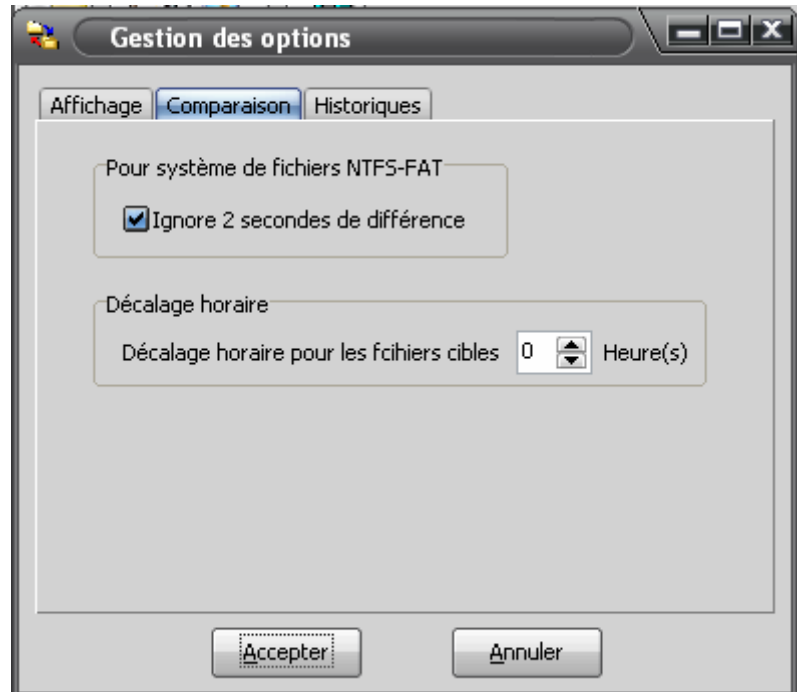 Gestion des options
Affichage Comparaison Historiques
Pour système de fichiers NTFS-FAT
Ignore 2 secondes de différence
Décalage horaire
Décalage horaire pour les fcihiers cibles 0 Heure(s)
Accepter Annuler